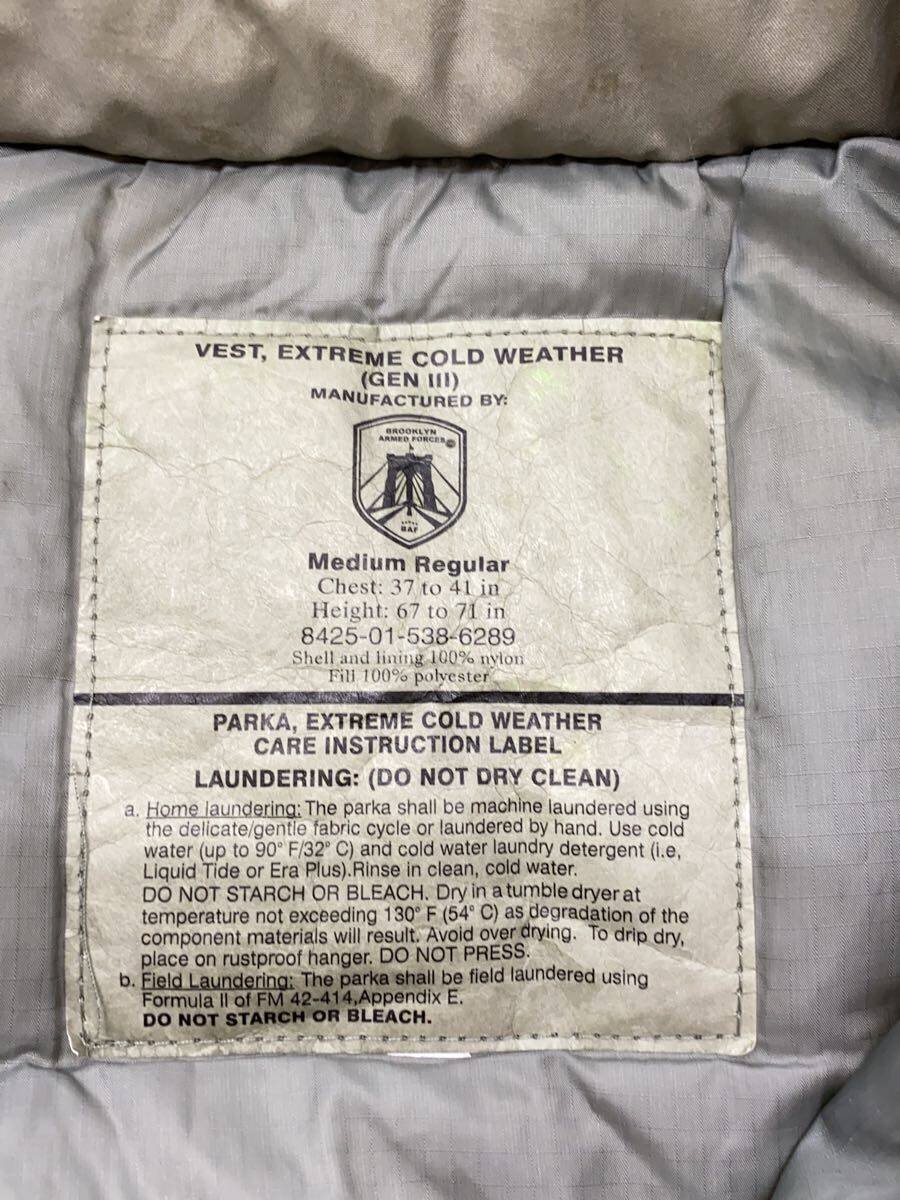 VEST, EXTREME COLD WEATHER
(GEN III)
MANUFACTURED BY:
BROOKLYN
ARMED FORCES
BAF
Medium Regular
Chest: 37 to 41 in
Height: 67 to 71 in
8425-01-538-6289
Shell and lining 100% nylon
Fill 100% polyester
PARKA, EXTREME COLD WEATHER
CARE INSTRUCTION LABEL
LAUNDERING: (DO NOT DRY CLEAN)
a. Home laundering: The parka shall be machine laundered using
the delicate/gentle fabric cycle or laundered by hand. Use cold
water (up to 90° F/32° C) and cold water laundry detergent (i.e,
Liquid Tide or Era Plus).Rinse in clean, cold water.
DO NOT STARCH OR BLEACH. Dry in a tumble dryer at
temperature not exceeding 130° F (54° C) as degradation of the
component materials will result. Avoid over drying. To drip dry,
place on rustproof hanger. DO NOT PRESS.
b. Field Laundering: The parka shall be field laundered using
Formula II of FM 42-414,Appendix E.
DO NOT STARCH OR BLEACH.